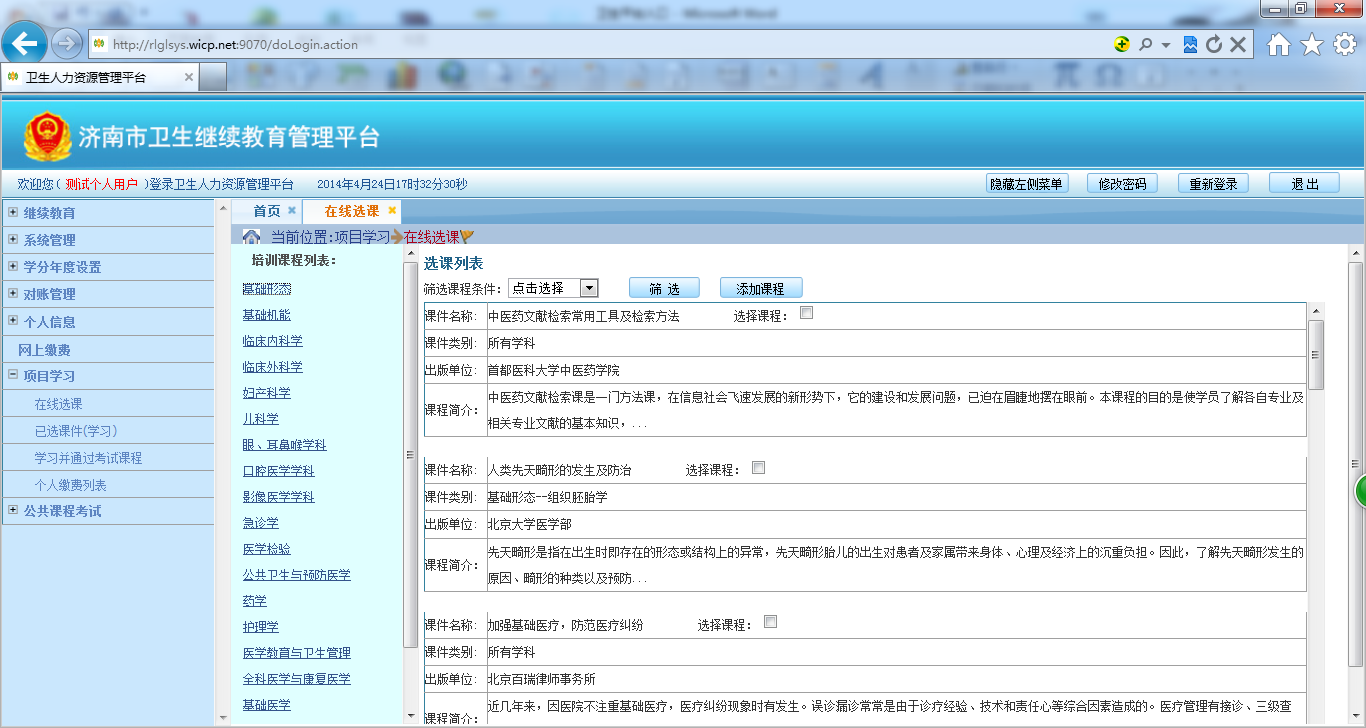 http://rlglsys.wicp.net:9070/doLogin.action
卫生人力资源管理平台
济南市卫生继续教育管理平台
欢迎您( 测试个人用户 )登录卫生人力资源管理平台 2014年4月24日17时32分30秒
隐藏左侧菜单 修改密码 重新登录 退 出
继续教育
系统管理
学分年度设置
对账管理
个人信息
网上缴费
项目学习
在线选课
已选课件(学习)
学习并通过考试课程
个人缴费列表
公共课程考试
首页 在线选课
当前位置:项目学习 在线选课
培训课程列表:
基础形态
基础机能
临床内科学
临床外科学
妇产科学
儿科学
眼、耳鼻喉学科
口腔医学学科
影像医学学科
急诊学
医学检验
公共卫生与预防医学
药学
护理学
医学教育与卫生管理
全科医学与康复医学
基础医学
选课列表
筛选课程条件: 点击选择 筛 选 添加课程
课件名称: 中医药文献检索常用工具及检索方法 选择课程:
课件类别: 所有学科
出版单位: 首都医科大学中医药学院
课程简介: 中医药文献检索课是一门方法课，在信息社会飞速发展的新形势下，它的建设和发展问题，已迫在眉睫地摆在眼前。本课程的目的是使学员了解各自专业及
相关专业文献的基本知识，...
课件名称: 人类先天畸形的发生及防治 选择课程:
课件类别: 基础形态--组织胚胎学
出版单位: 北京大学医学部
课程简介: 先天畸形是指在出生时即存在的形态或结构上的异常，先天畸形胎儿的出生对患者及家属带来身体、心理及经济上的沉重负担。因此，了解先天畸形发生的
原因、畸形的种类以及预防...
课件名称: 加强基础医疗，防范医疗纠纷 选择课程:
课件类别: 所有学科
出版单位: 北京百瑞律师事务所
课程简介: 近几年来，因医院不注重基础医疗，医疗纠纷现象时有发生。误诊漏诊常常是由于诊疗经验、技术和责任心等综合因素造成的。医疗管理有接诊、三级查